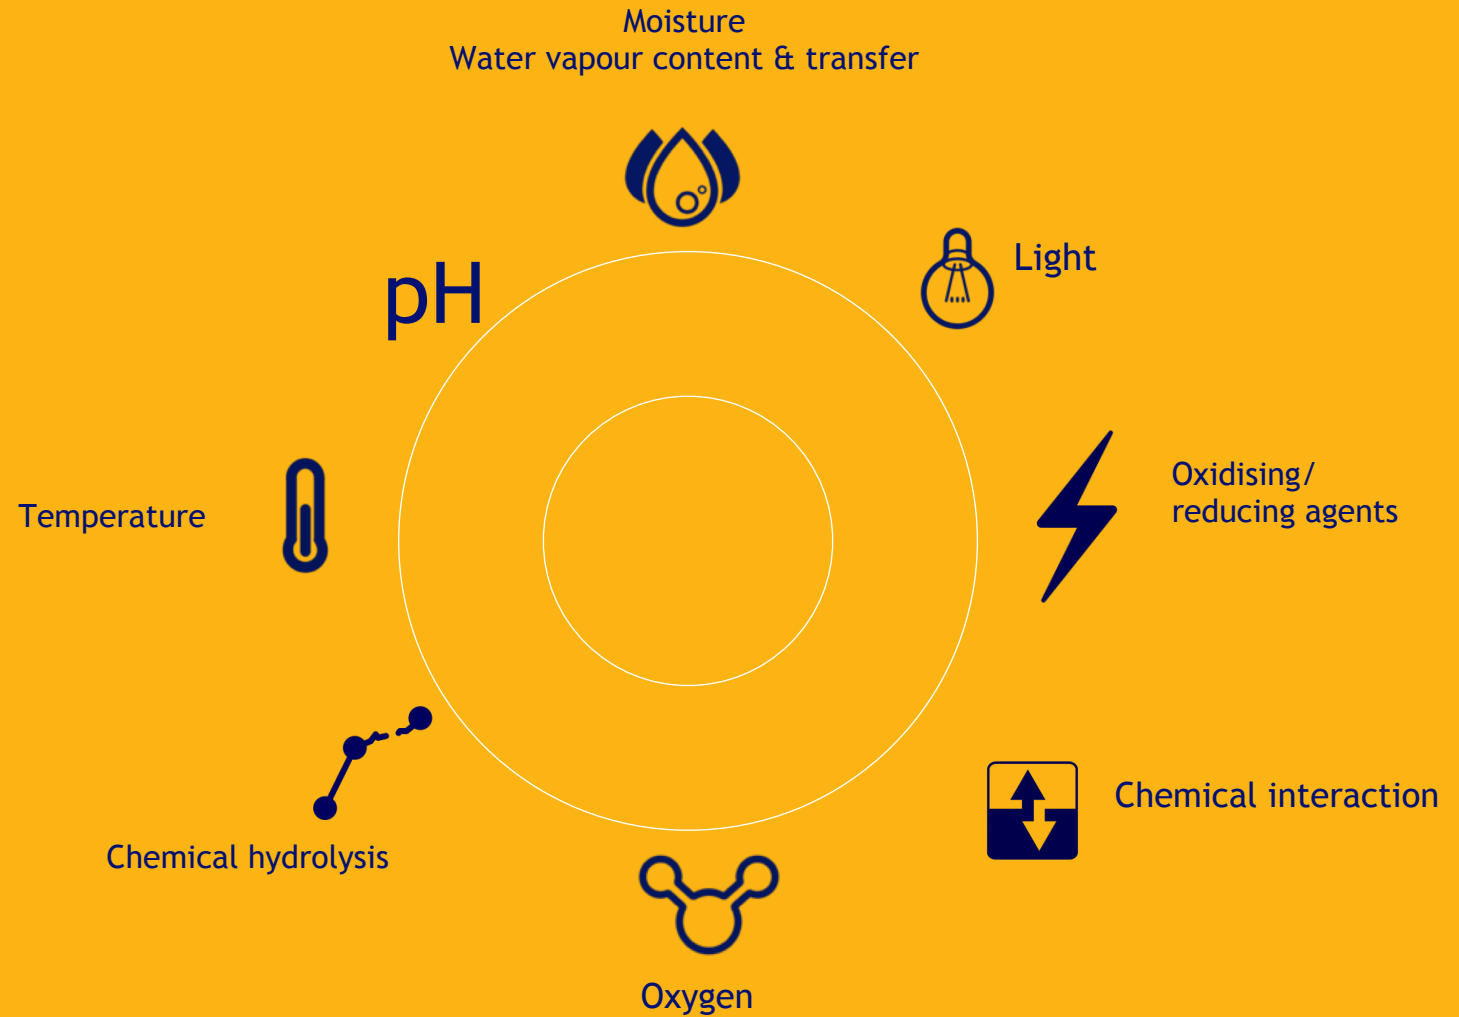 Moisture
Water vapour content & transfer
Light
pH
Oxidising/
reducing agents
Temperature
Chemical interaction
Chemical hydrolysis
Oxygen